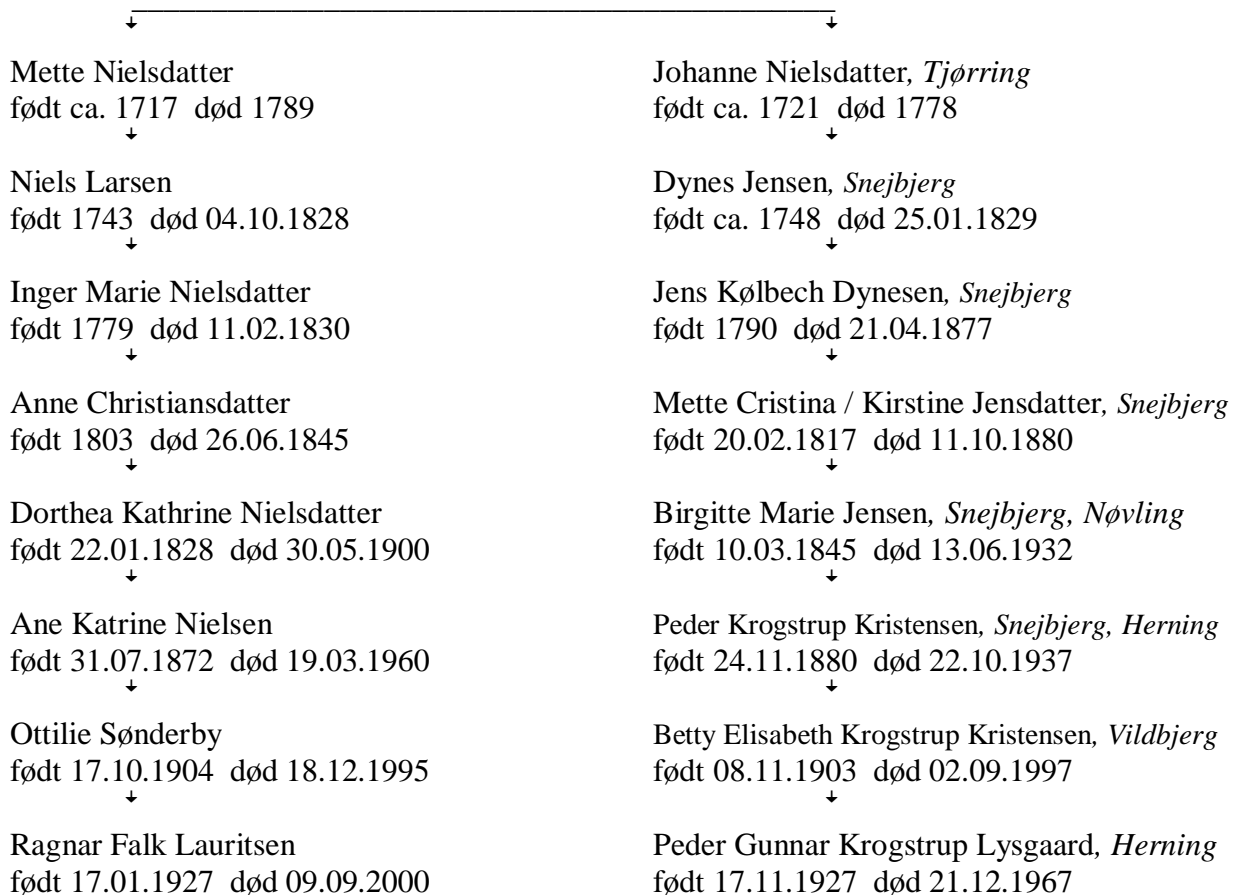 Mette Nielsdatter
født ca. 1717 død 1789
Niels Larsen
født 1743 død 04.10.1828
Inger Marie Nielsdatter
født 1779 død 11.02.1830
Anne Christiansdatter
født 1803 død 26.06.1845
Dorthea Kathrine Nielsdatter
født 22.01.1828 død 30.05.1900
Ane Katrine Nielsen
født 31.07.1872 død 19.03.1960
Ottilie Sønderby
født 17.10.1904 død 18.12.1995
Ragnar Falk Lauritsen
født 17.01.1927 død 09.09.2000
Johanne Nielsdatter, Tjørring
født ca. 1721 død 1778
Dynes Jensen, Snejbjerg
født ca. 1748 død 25.01.1829
Jens Kølbech Dynesen, Snejbjerg
født 1790 død 21.04.1877
Mette Cristina / Kirstine Jensdatter, Snejbjerg
født 20.02.1817 død 11.10.1880
Birgitte Marie Jensen, Snejbjerg, Nøvling
født 10.03.1845 død 13.06.1932
Peder Krogstrup Kristensen, Snejbjerg, Herning
født 24.11.1880 død 22.10.1937
Betty Elisabeth Krogstrup Kristensen, Vildbjerg
født 08.11.1903 død 02.09.1997
Peder Gunnar Krogstrup Lysgaard, Herning
født 17.11.1927 død 21.12.1967